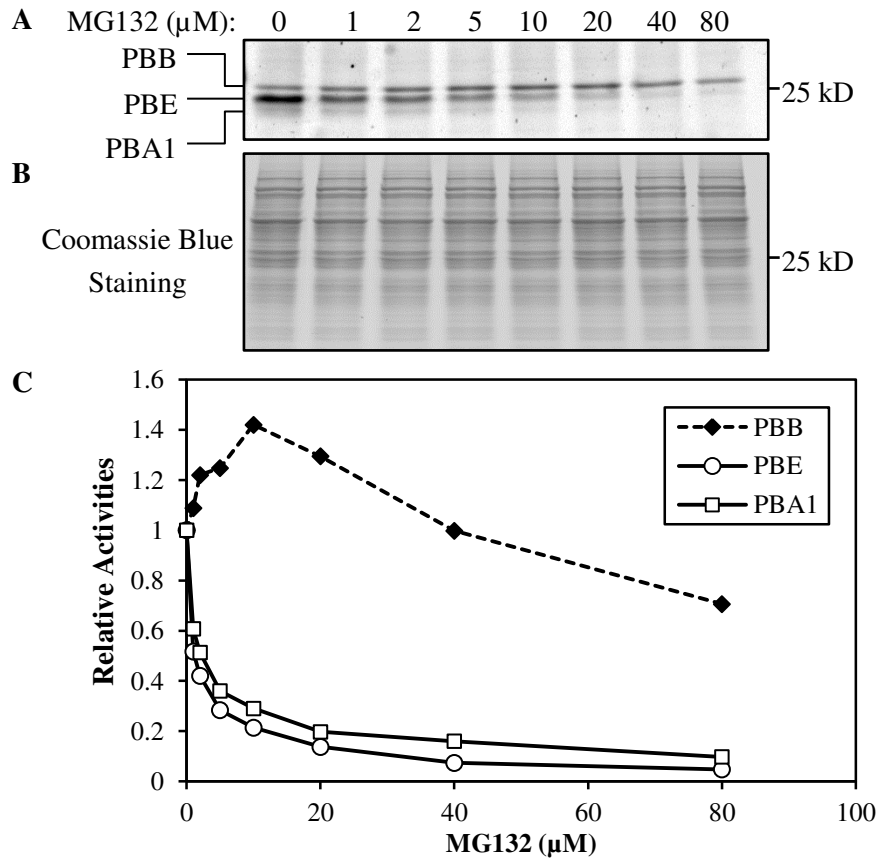 A MG132 (µM): 0 1 2 5 10 20 40 80
PBB
PBE
PBA1
25 kD
B
Coomassie Blue
Staining
25 kD
C
1.6
1.4
1.2
1
0.8
0.6
0.4
0.2
0
Relative Activities
PBB
PBE
PBA1
0 20 40 60 80 100
MG132 (µM)